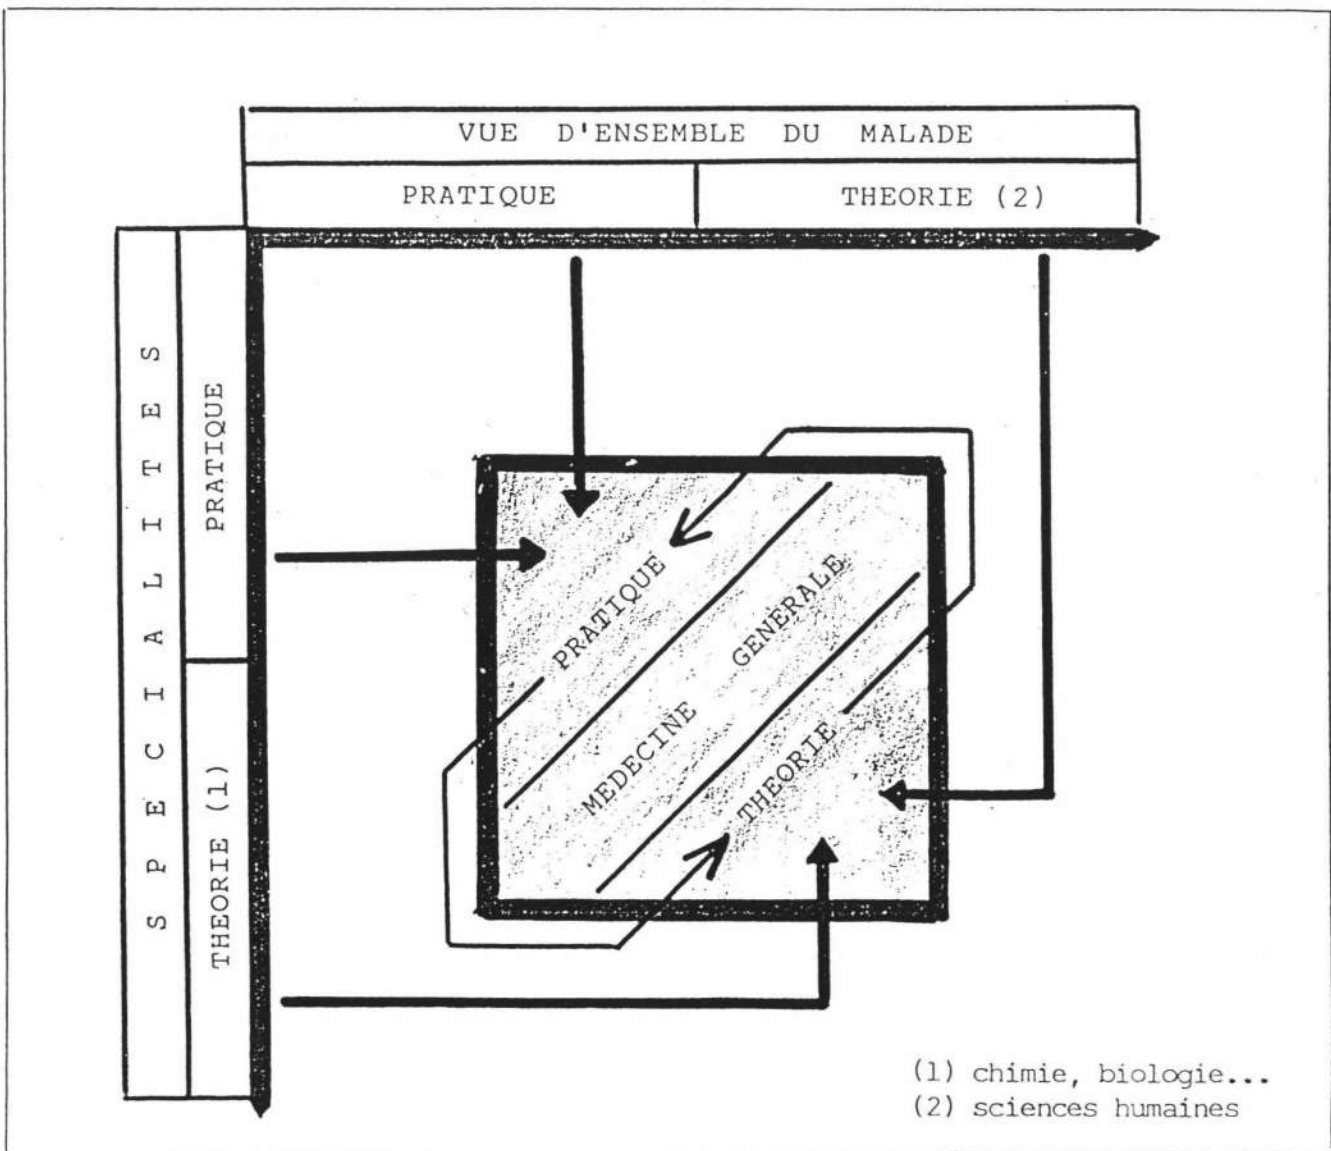 VUE D'ENSEMBLE DU MALADE
PRATIQUE
THEORIE (2)
SPECIALITES
PRATIQUE
THEORIE (1)
PRATIQUE
MEDECINE GENERALE
THEORIE
(1) chimie, biologie...
(2) sciences humaines